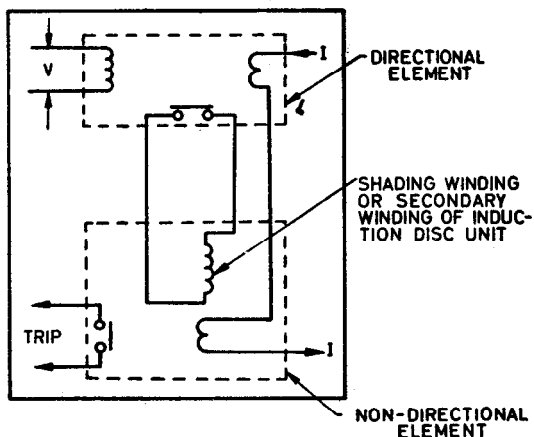 V
I
DIRECTIONAL
ELEMENT
SHADING WINDING
OR SECONDARY
WINDING OF INDUC-
TION DISC UNIT
TRIP
I
NON-DIRECTIONAL
ELEMENT